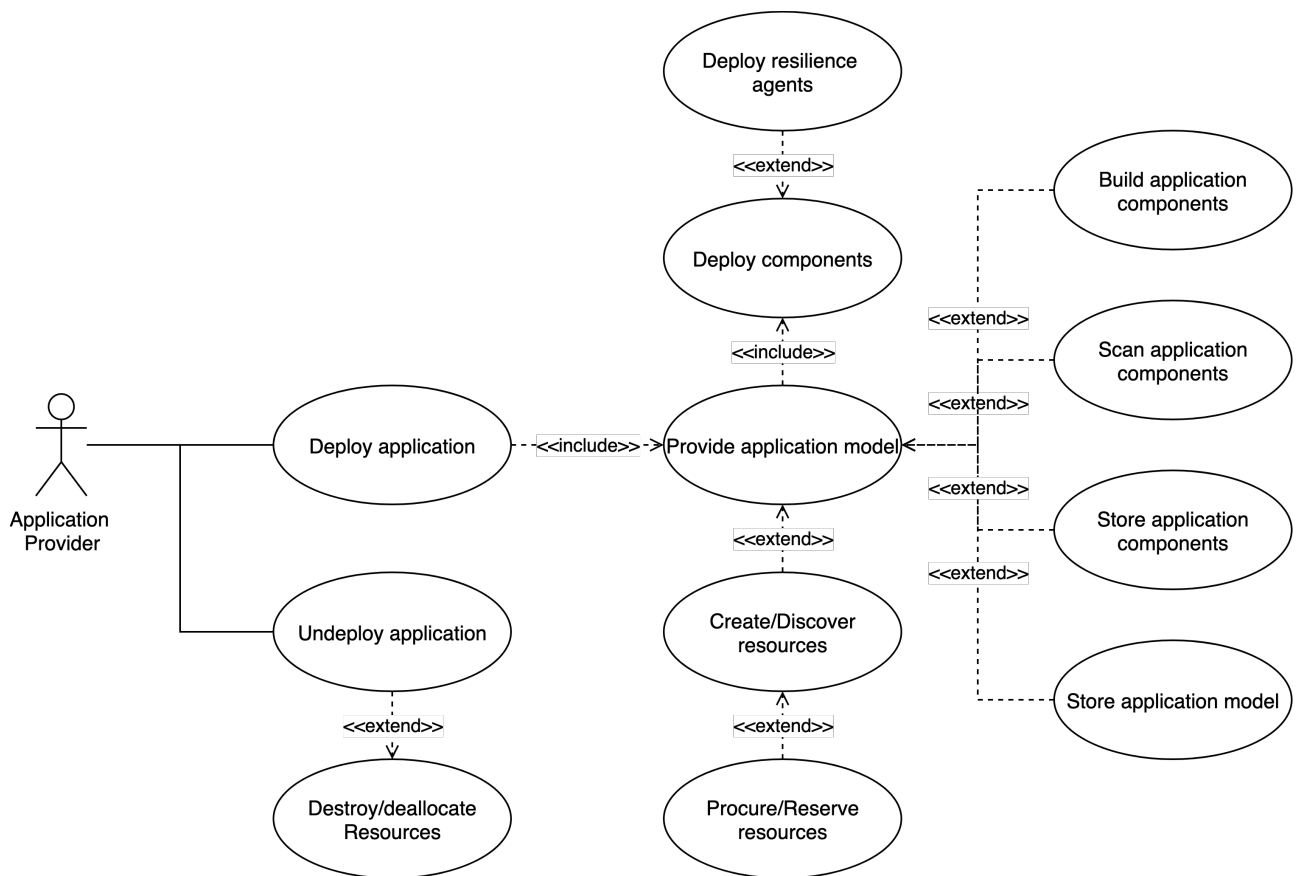 Deploy resilience
agents
<<extend>>
Build application
components
Deploy components
<<extend>>
<<include>>
Scan application
components
<<extend>>
Deploy application
<<include>>
Provide application model
<<extend>>
Application
Provider
<<extend>>
Store application
components
<<extend>>
Undeploy application
Create/Discover
resources
Store application model
<<extend>>
<<extend>>
Destroy/deallocate
Resources
Procure/Reserve
resources